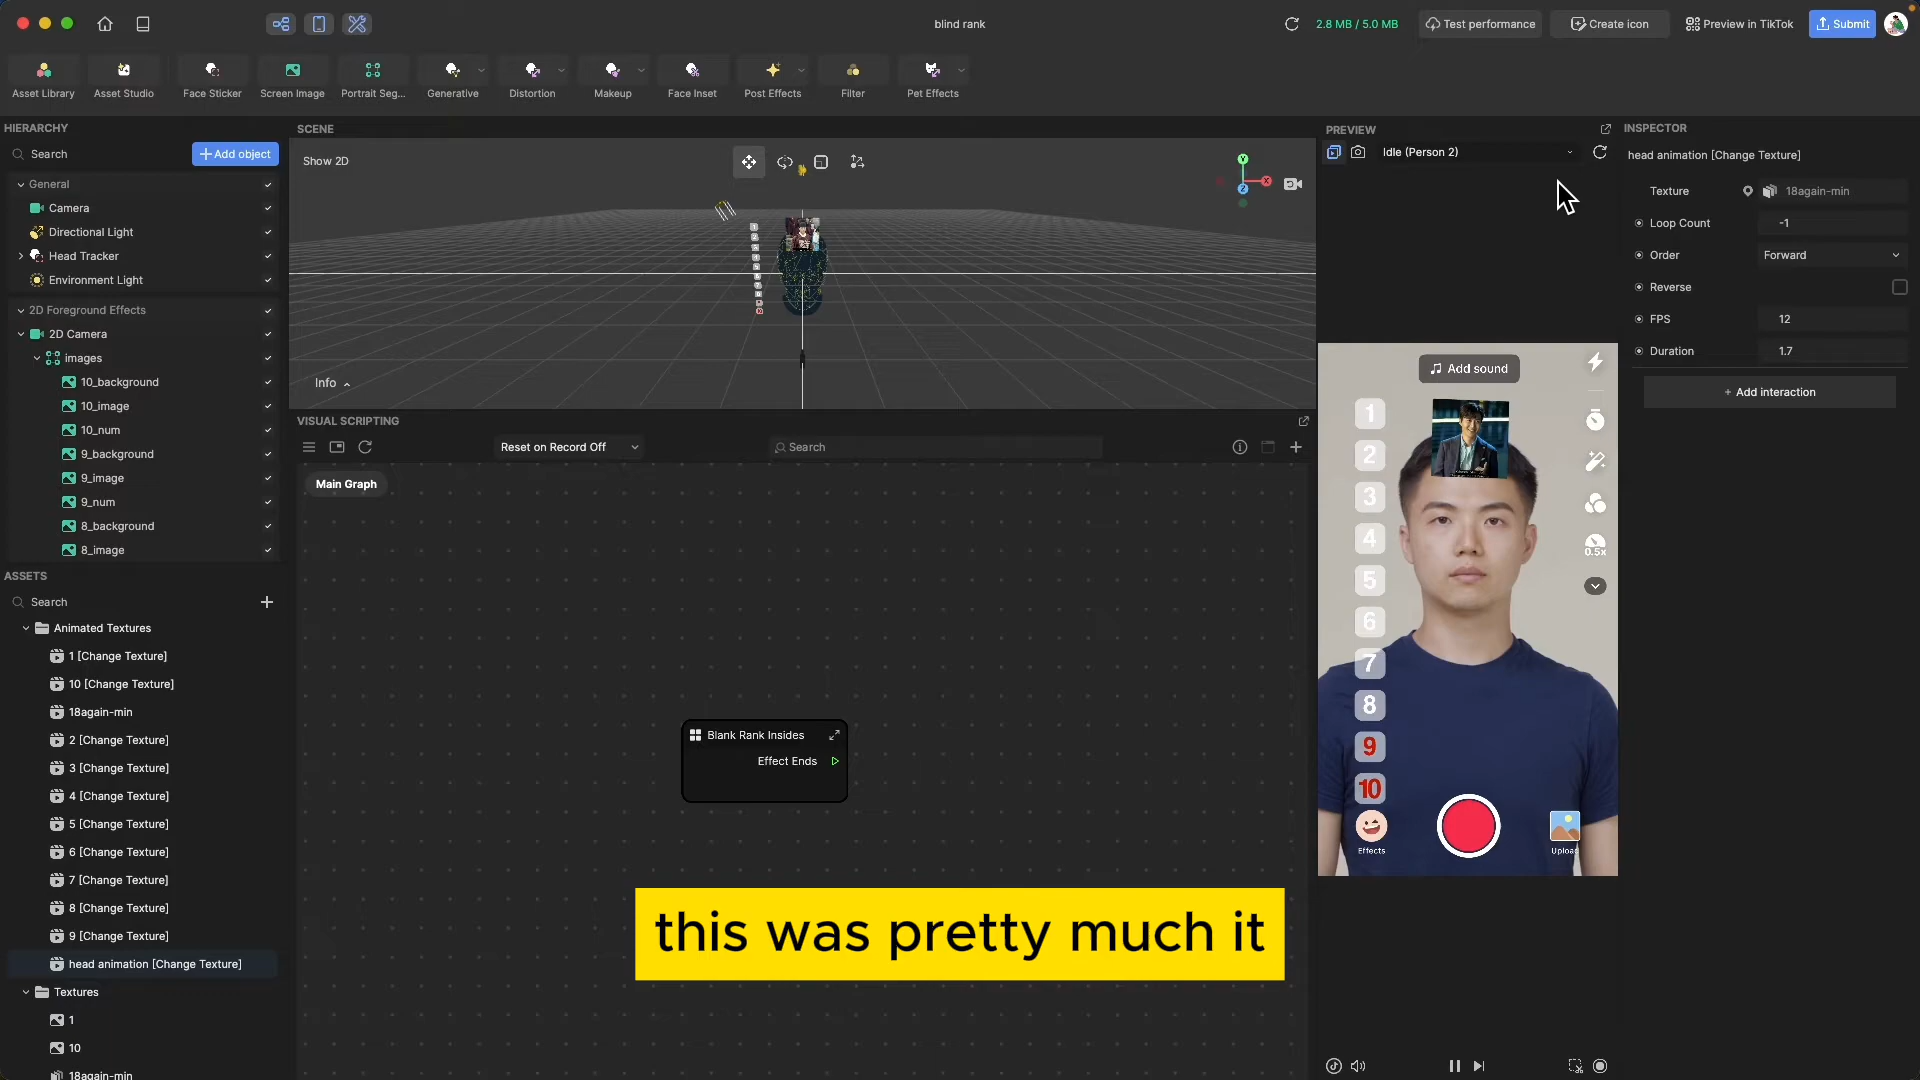 blind rank
2.8 MB / 5.0 MB
Test performance
Create icon
Preview in TikTok
Submit
Asset Library
Asset Studio
Face Sticker
Screen Image
Portrait Seg...
Generative
Distortion
Makeup
Face Inset
Post Effects
Filter
Pet Effects
HIERARCHY
Search
+ Add object
General
Camera
Directional Light
Head Tracker
Environment Light
2D Foreground Effects
2D Camera
images
10_background
10_image
10_num
9_background
9_image
9_num
8_background
8_image
ASSETS
Search
Animated Textures
1 [Change Texture]
10 [Change Texture]
18again-min
2 [Change Texture]
3 [Change Texture]
4 [Change Texture]
5 [Change Texture]
6 [Change Texture]
7 [Change Texture]
8 [Change Texture]
9 [Change Texture]
head animation [Change Texture]
Textures
1
10
18again-min
SCENE
Show 2D
Y
X
Z
Info
VISUAL SCRIPTING
Reset on Record Off
Search
Main Graph
Blank Rank Insides
Effect Ends
this was pretty much it
PREVIEW
Idle (Person 2)
Add sound
1
2
3
4
5
6
7
8
9
10
0.5x
Effects
Upload
INSPECTOR
head animation [Change Texture]
Texture
18again-min
Loop Count
-1
Order
Forward
Reverse
FPS
12
Duration
1.7
+ Add interaction